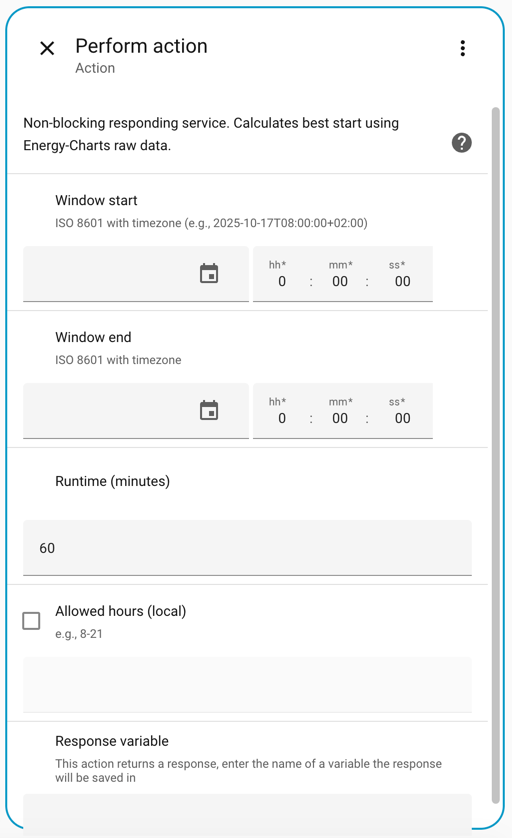 Perform action
Action
Non-blocking responding service. Calculates best start using
Energy-Charts raw data.
Window start
ISO 8601 with timezone (e.g., 2025-10-17T08:00:00+02:00)
hh* mm* ss*
0 : 00 : 00
Window end
ISO 8601 with timezone
hh* mm* ss*
0 : 00 : 00
Runtime (minutes)
60
Allowed hours (local)
e.g., 8-21
Response variable
This action returns a response, enter the name of a variable the response
will be saved in